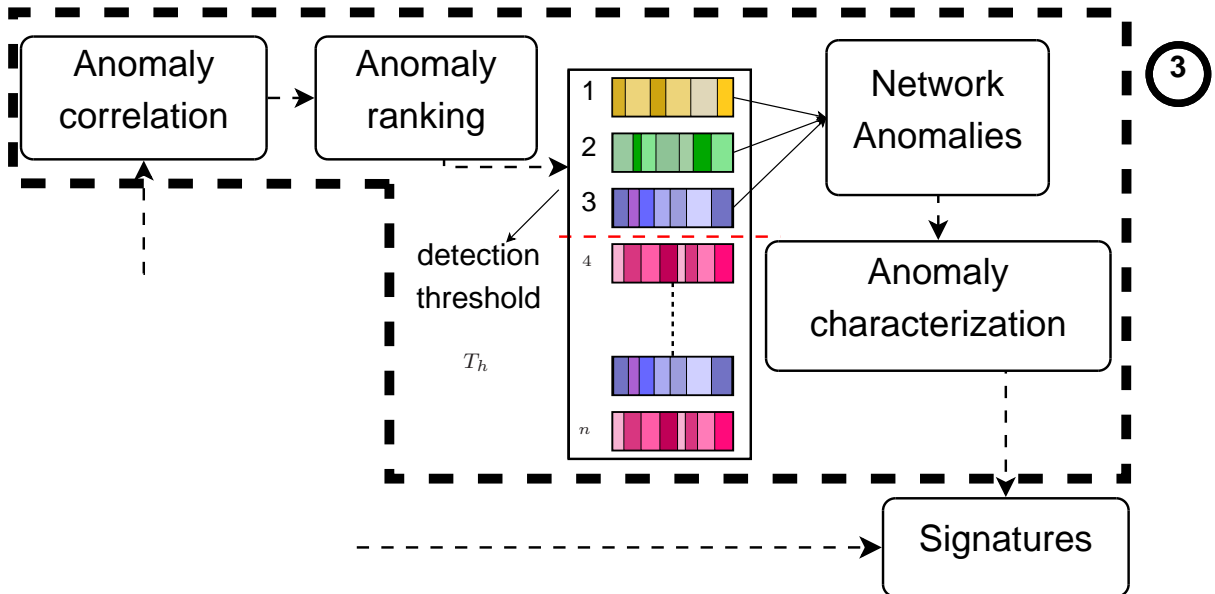 Anomaly
correlation
Anomaly
ranking
1
2
3
4
n
detection
threshold
T_h
Network
Anomalies
Anomaly
characterization
Signatures
3